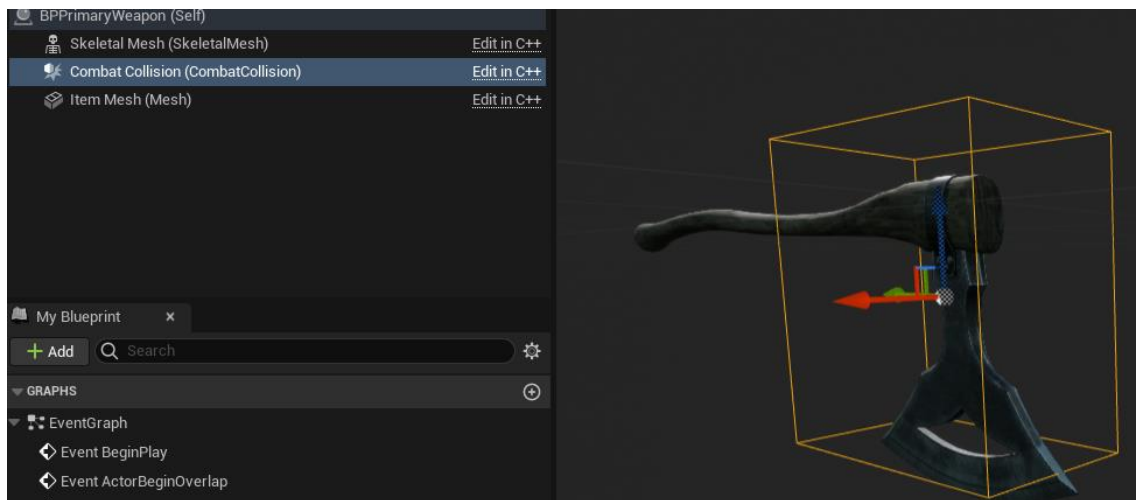 BPPrimaryWeapon (Self)
Skeletal Mesh (SkeletalMesh) Edit in C++
Combat Collision (CombatCollision) Edit in C++
Item Mesh (Mesh) Edit in C++
My Blueprint
Add Search
GRAPHS
EventGraph
Event BeginPlay
Event ActorBeginOverlap